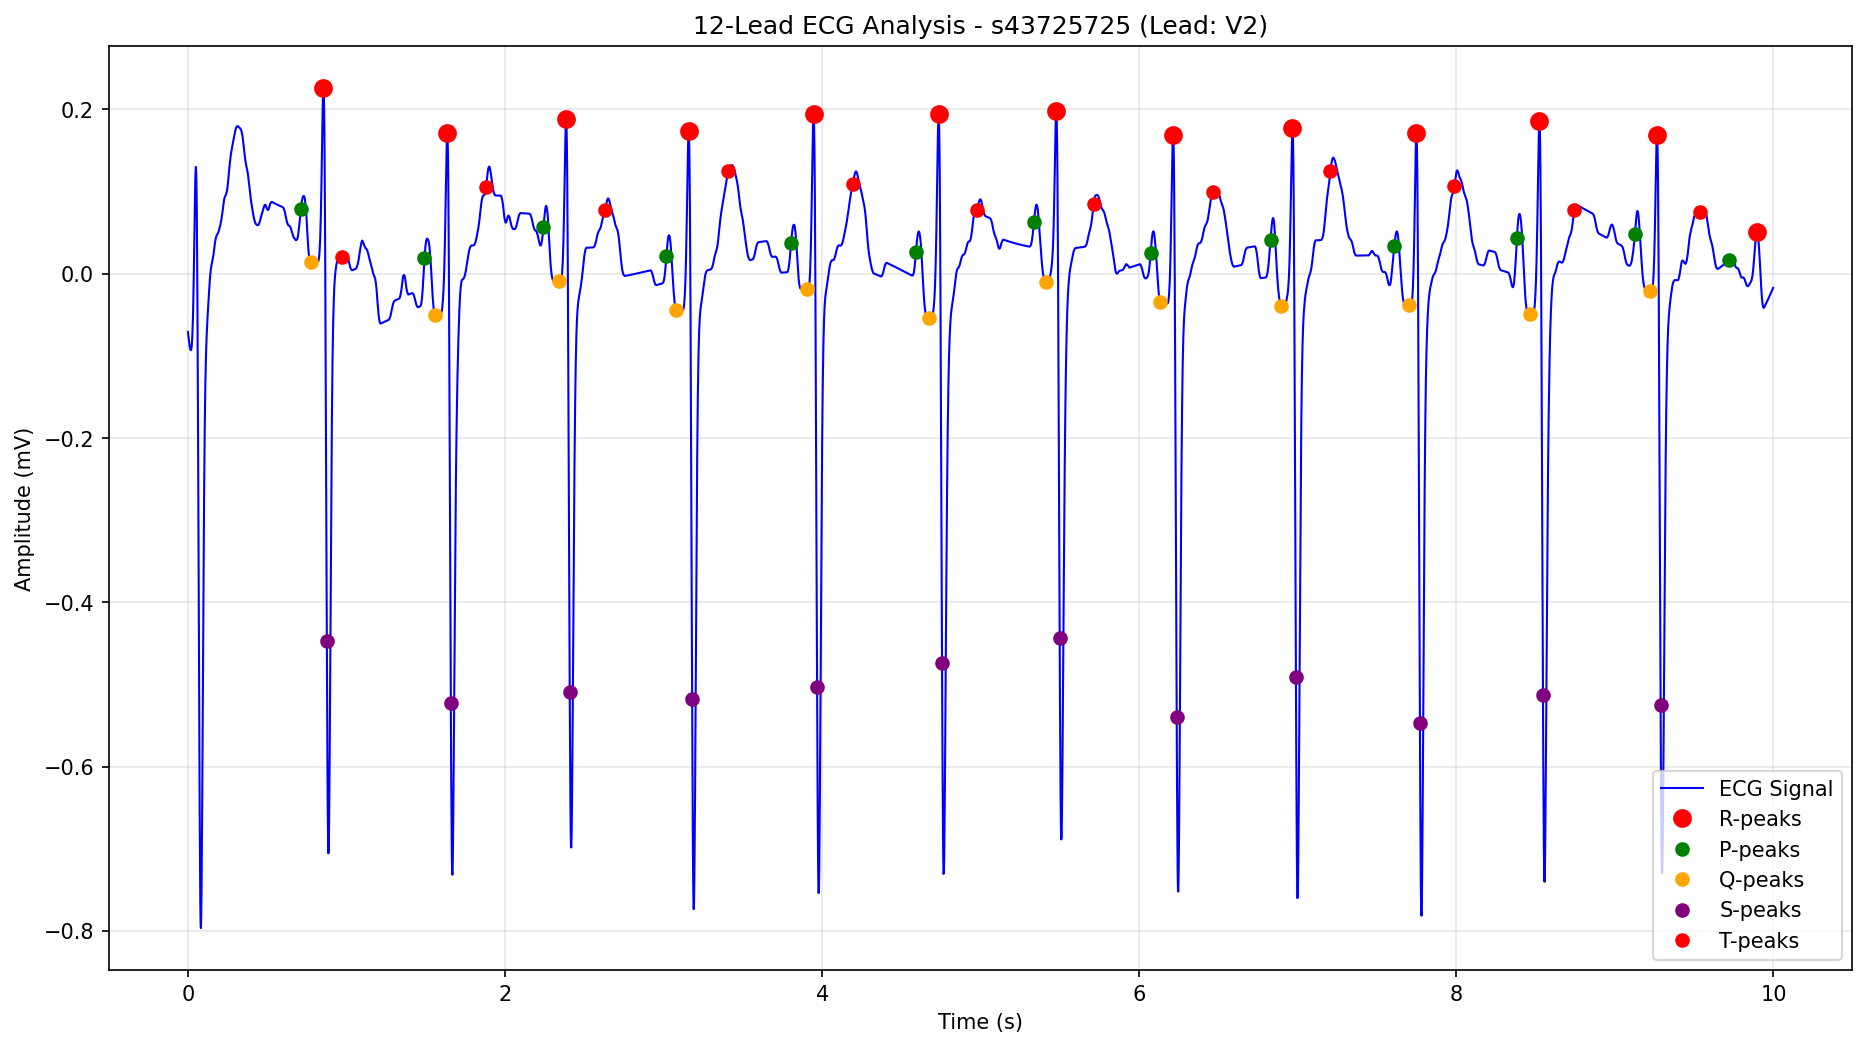 12-Lead ECG Analysis - s43725725 (Lead: V2)
Amplitude (mV)
0.2
0.0
−0.2
−0.4
−0.6
−0.8
0
2
4
6
8
10
Time (s)
ECG Signal
R-peaks
P-peaks
Q-peaks
S-peaks
T-peaks